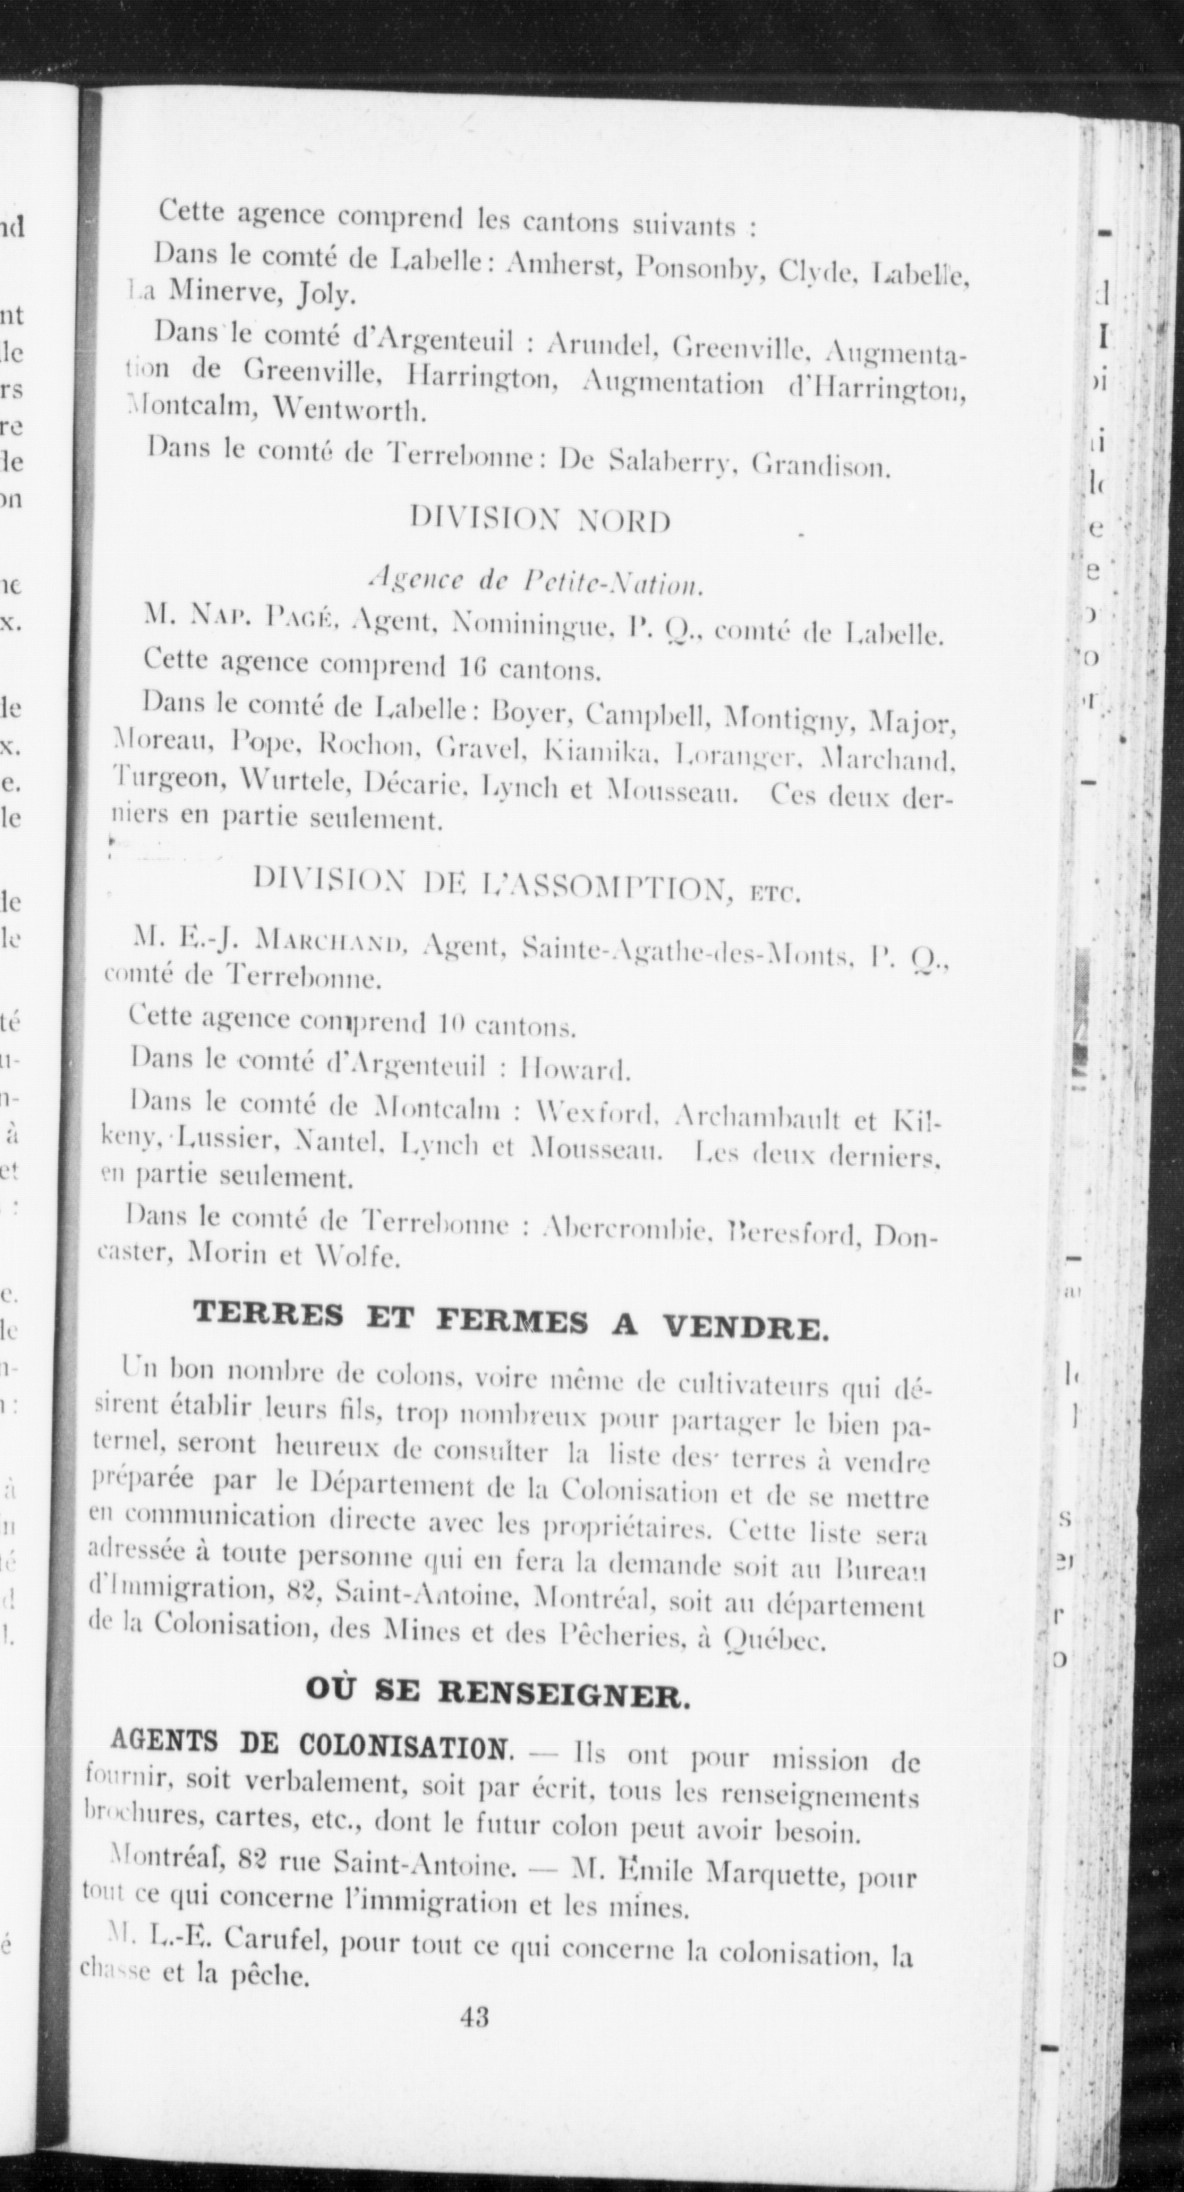 Cette agence comprend les cantons suivants :
Dans le comté de Labelle: Amherst, Ponsonby, Clyde, Labelle,
La Minerve, Joly.
Dans le comté d'Argenteuil : Arundel, Greenville, Augmenta-
tion de Greenville, Harrington, Augmentation d'Harrington,
Montcalm, Wentworth.
Dans le comté de Terrebonne: De Salaberry, Grandison.
DIVISION NORD
Agence de Petite-Nation.
M. NAP. PAGÉ, Agent, Nominingue, P. Q., comté de Labelle.
Cette agence comprend 16 cantons.
Dans le comté de Labelle: Boyer, Campbell, Montigny, Major,
Moreau, Pope, Rochon, Gravel, Kiamika, Loranger, Marchand,
Turgeon, Wurtele, Décarie, Lynch et Mousseau. Ces deux der-
niers en partie seulement.
DIVISION DE L'ASSOMPTION, ETC.
M. E.-J. MARCHAND, Agent, Sainte-Agathe-des-Monts, P. Q.,
comté de Terrebonne.
Cette agence comprend 10 cantons.
Dans le comté d'Argenteuil : Howard.
Dans le comté de Montcalm : Wexford, Archambault et Kil-
keny, Lussier, Nantel, Lynch et Mousseau. Les deux derniers,
en partie seulement.
Dans le comté de Terrebonne : Abercrombie, Beresford, Don-
caster, Morin et Wolfe.
TERRES ET FERMES A VENDRE.
Un bon nombre de colons, voire même de cultivateurs qui dé-
sirent établir leurs fils, trop nombreux pour partager le bien pa-
ternel, seront heureux de consulter la liste des terres à vendre
préparée par le Département de la Colonisation et de se mettre
en communication directe avec les propriétaires. Cette liste sera
adressée à toute personne qui en fera la demande soit au Bureau
d'Immigration, 82, Saint-Antoine, Montréal, soit au département
de la Colonisation, des Mines et des Pêcheries, à Québec.
OÙ SE RENSEIGNER.
AGENTS DE COLONISATION. — Ils ont pour mission de
fournir, soit verbalement, soit par écrit, tous les renseignements
brochures, cartes, etc., dont le futur colon peut avoir besoin.
Montréal, 82 rue Saint-Antoine. — M. Émile Marquette, pour
tout ce qui concerne l'immigration et les mines.
M. L.-E. Carufel, pour tout ce qui concerne la colonisation, la
chasse et la pêche.
43